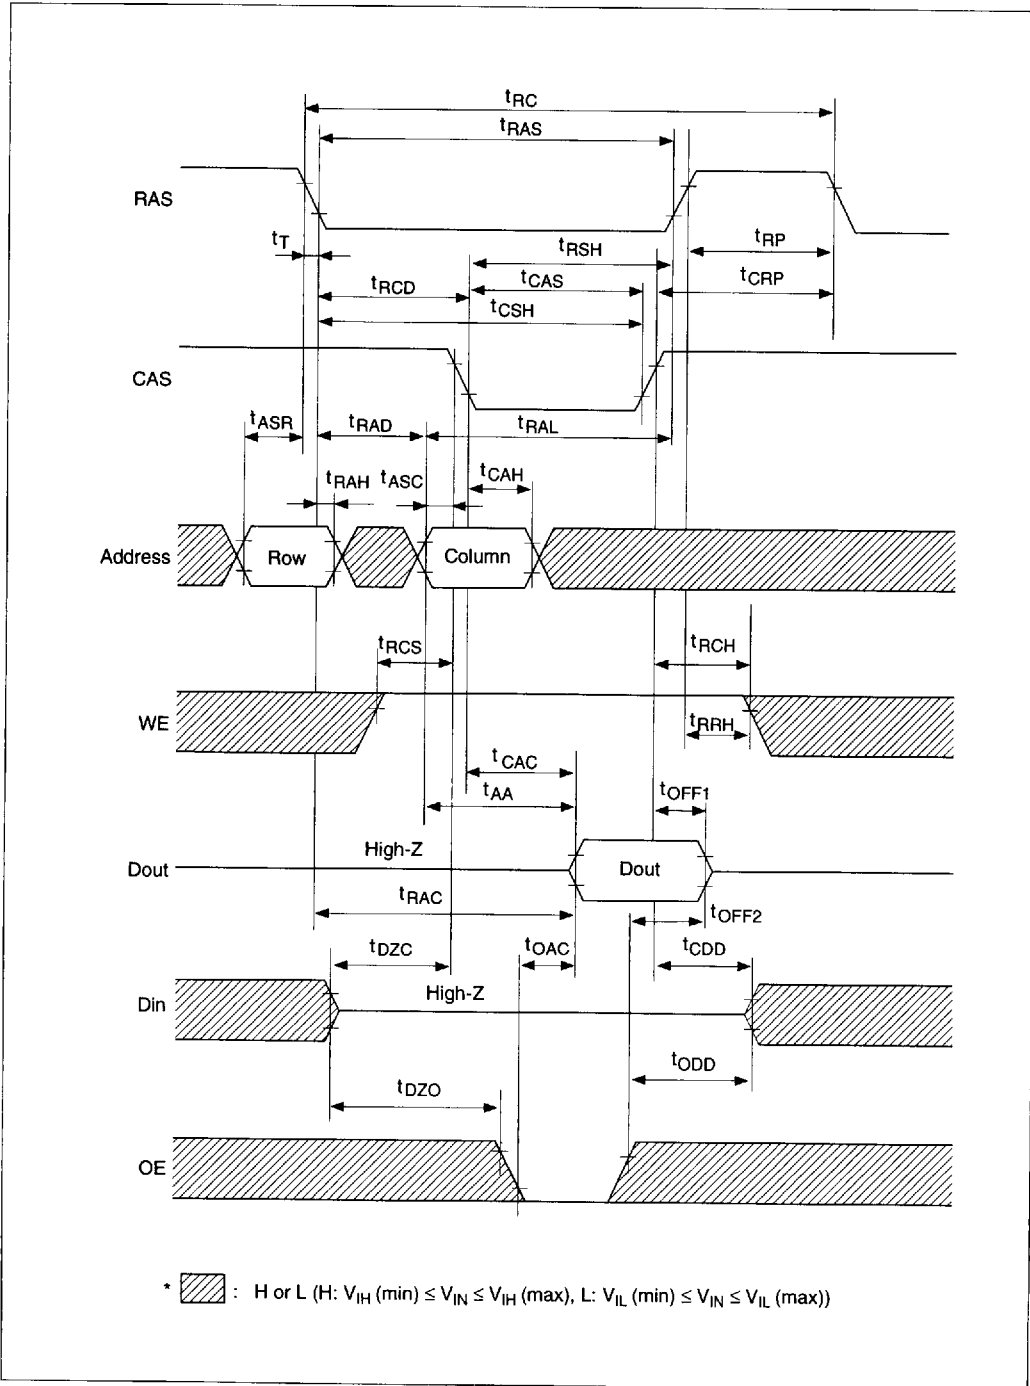 tRC
tRAS
RAS
tT
tRSH
tRP
tRCD
tCAS
tCRP
tCSH
CAS
tASR
tRAD
tRAL
tRAH
tASC
tCAH
Address
Row
Column
tRCS
tRCH
WE
tRRH
tCAC
tAA
tOFF1
High-Z
Dout
Dout
tRAC
tOFF2
tDZC
tOAC
tCDD
Din
High-Z
tODD
tDZO
OE
* : H or L (H: VIH (min) ≤ VIN ≤ VIH (max), L: VIL (min) ≤ VIN ≤ VIL (max))